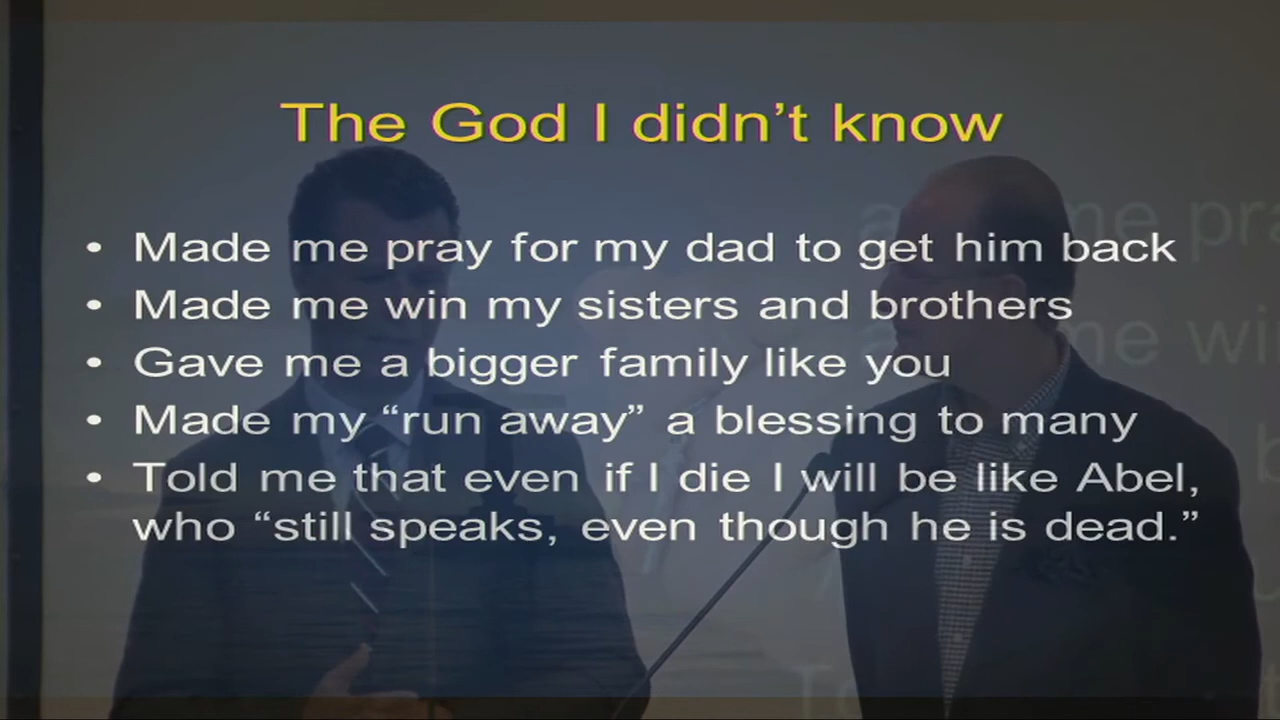 The God I didn't know
• Made me pray for my dad to get him back
• Made me win my sisters and brothers
• Gave me a bigger family like you
• Made my “run away” a blessing to many
• Told me that even if I die I will be like Abel,
who “still speaks, even though he is dead.”